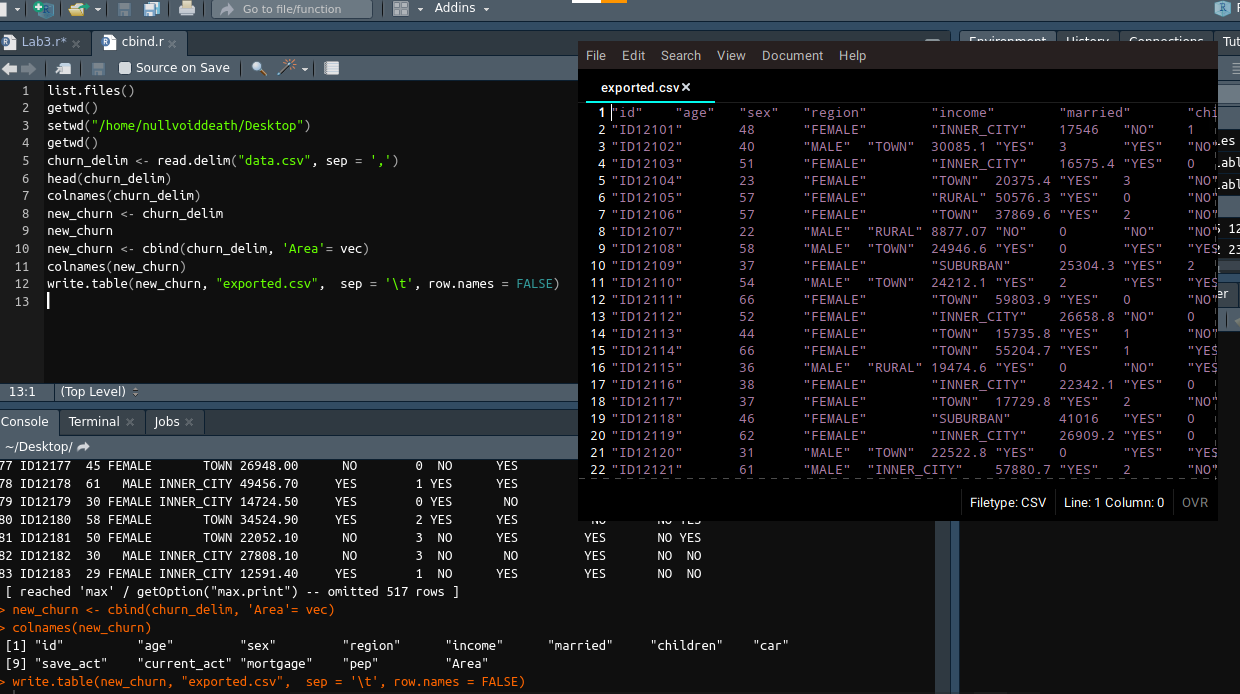 Go to file/function
Addins
Lab3.r*
cbind.r
Environment
History
Connections
Source on Save
1 list.files()
2 getwd()
3 setwd("/home/nullvoiddeath/Desktop")
4 getwd()
5 churn_delim <- read.delim("data.csv", sep = ',')
6 head(churn_delim)
7 colnames(churn_delim)
8 new_churn <- churn_delim
9 new_churn
10 new_churn <- cbind(churn_delim, 'Area'= vec)
11 colnames(new_churn)
12 write.table(new_churn, "exported.csv",  sep = '\t', row.names = FALSE)
13
13:1 (Top Level)
File Edit Search View Document Help
exported.csv
1 "id" "age" "sex" "region" "income" "married" "chi
2 "ID12101" 48 "FEMALE" "INNER_CITY" 17546 "NO" 1
3 "ID12102" 40 "MALE" "TOWN" 30085.1 "YES" 3 "YES"
4 "ID12103" 51 "FEMALE" "INNER_CITY" 16575.4 "YES" 0
5 "ID12104" 23 "FEMALE" "TOWN" 20375.4 "YES" 3 "NO"
6 "ID12105" 57 "FEMALE" "RURAL" 50576.3 "YES" 0 "NO"
7 "ID12106" 57 "FEMALE" "TOWN" 37869.6 "YES" 2 "NO"
8 "ID12107" 22 "MALE" "RURAL" 8877.07 "NO" 0 "NO" "NO"
9 "ID12108" 58 "MALE" "TOWN" 24946.6 "YES" 0 "YES" "YES
10 "ID12109" 37 "FEMALE" "SUBURBAN" 25304.3 "YES" 2
11 "ID12110" 54 "MALE" "TOWN" 24212.1 "YES" 2 "YES" "YES
12 "ID12111" 66 "FEMALE" "TOWN" 59803.9 "YES" 0 "NO"
13 "ID12112" 52 "FEMALE" "INNER_CITY" 26658.8 "NO" 0
14 "ID12113" 44 "FEMALE" "TOWN" 15735.8 "YES" 1 "NO"
15 "ID12114" 66 "FEMALE" "TOWN" 55204.7 "YES" 1 "YES
16 "ID12115" 36 "MALE" "RURAL" 19474.6 "YES" 0 "NO" "YES
17 "ID12116" 38 "FEMALE" "INNER_CITY" 22342.1 "YES" 0
18 "ID12117" 37 "FEMALE" "TOWN" 17729.8 "YES" 2 "NO"
19 "ID12118" 46 "FEMALE" "SUBURBAN" 41016 "YES" 0
20 "ID12119" 62 "FEMALE" "INNER_CITY" 26909.2 "YES" 0
21 "ID12120" 31 "MALE" "TOWN" 22522.8 "YES" 0 "YES" "YES
22 "ID12121" 61 "MALE" "INNER_CITY" 57880.7 "YES" 2 "NO"
Filetype: CSV Line: 1 Column: 0 OVR
Console Terminal Jobs
~/Desktop/
77 ID12177 45 FEMALE TOWN 26948.00 NO 0 NO YES
78 ID12178 61 MALE INNER_CITY 49456.70 YES 1 YES YES
79 ID12179 30 FEMALE INNER_CITY 14724.50 YES 0 YES NO
80 ID12180 58 FEMALE TOWN 34524.90 YES 2 YES YES NO NO YES
81 ID12181 50 FEMALE TOWN 22052.10 NO 3 NO YES YES NO YES
82 ID12182 30 MALE INNER_CITY 27808.10 NO 3 NO NO YES NO NO
83 ID12183 29 FEMALE INNER_CITY 12591.40 YES 1 NO YES YES NO NO
[ reached 'max' / getOption("max.print") -- omitted 517 rows ]
> new_churn <- cbind(churn_delim, 'Area'= vec)
> colnames(new_churn)
[1] "id" "age" "sex" "region" "income" "married" "children" "car"
[9] "save_act" "current_act" "mortgage" "pep" "Area"
> write.table(new_churn, "exported.csv",  sep = '\t', row.names = FALSE)